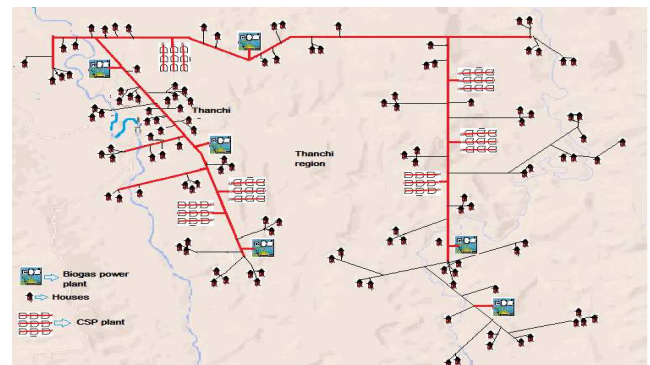 Thanchi
Thanchi
region
Biogas power
plant
Houses
CSP plant